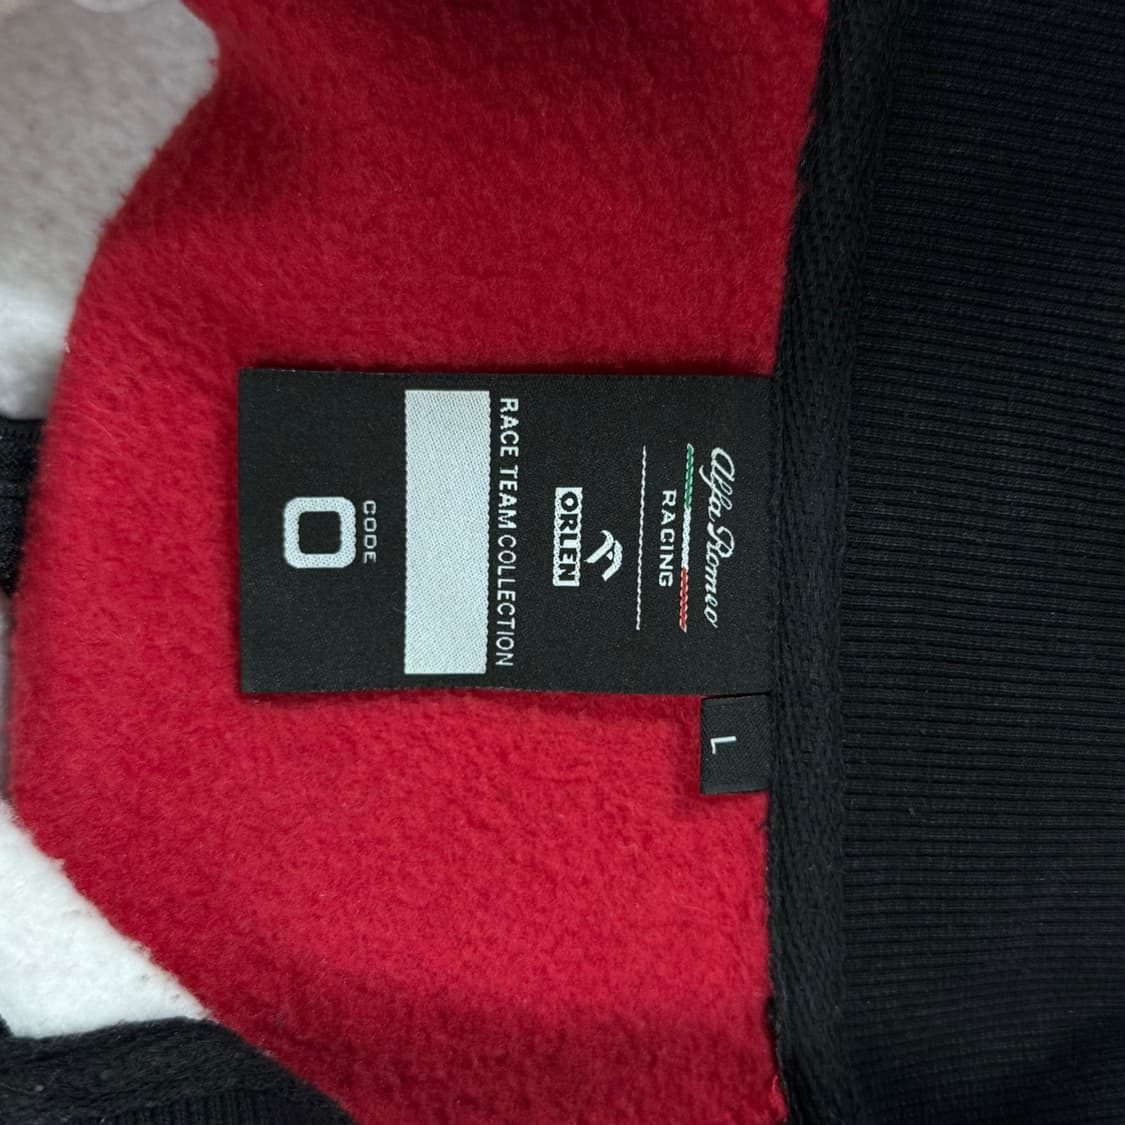 Alfa Romeo
RACING
ORLEN
RACE TEAM COLLECTION
CODE
L